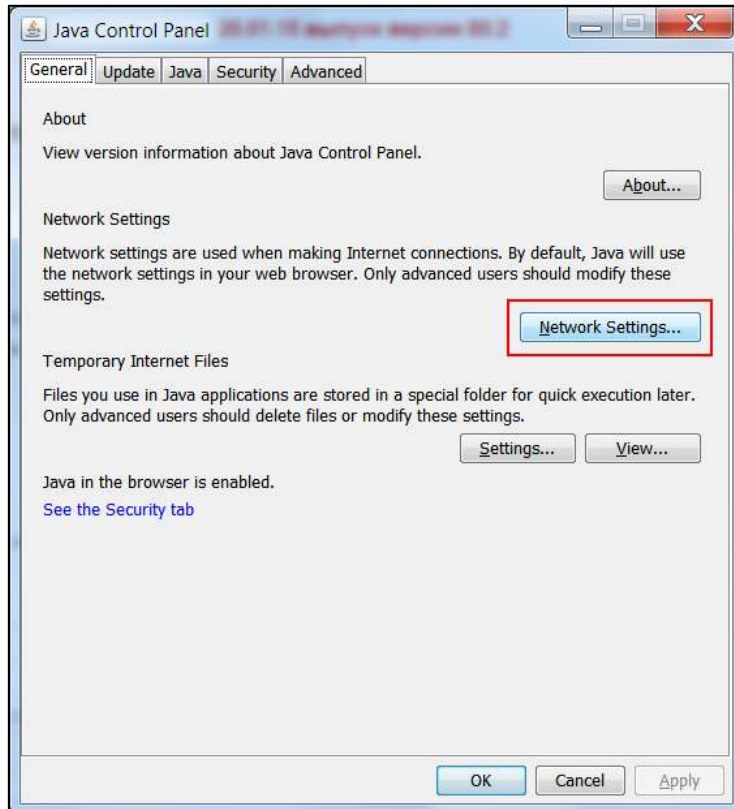 Java Control Panel
General Update Java Security Advanced
About
View version information about Java Control Panel.
About...
Network Settings
Network settings are used when making Internet connections. By default, Java will use
the network settings in your web browser. Only advanced users should modify these
settings.
Network Settings...
Temporary Internet Files
Files you use in Java applications are stored in a special folder for quick execution later.
Only advanced users should delete files or modify these settings.
Settings... View...
Java in the browser is enabled.
See the Security tab
OK Cancel Apply